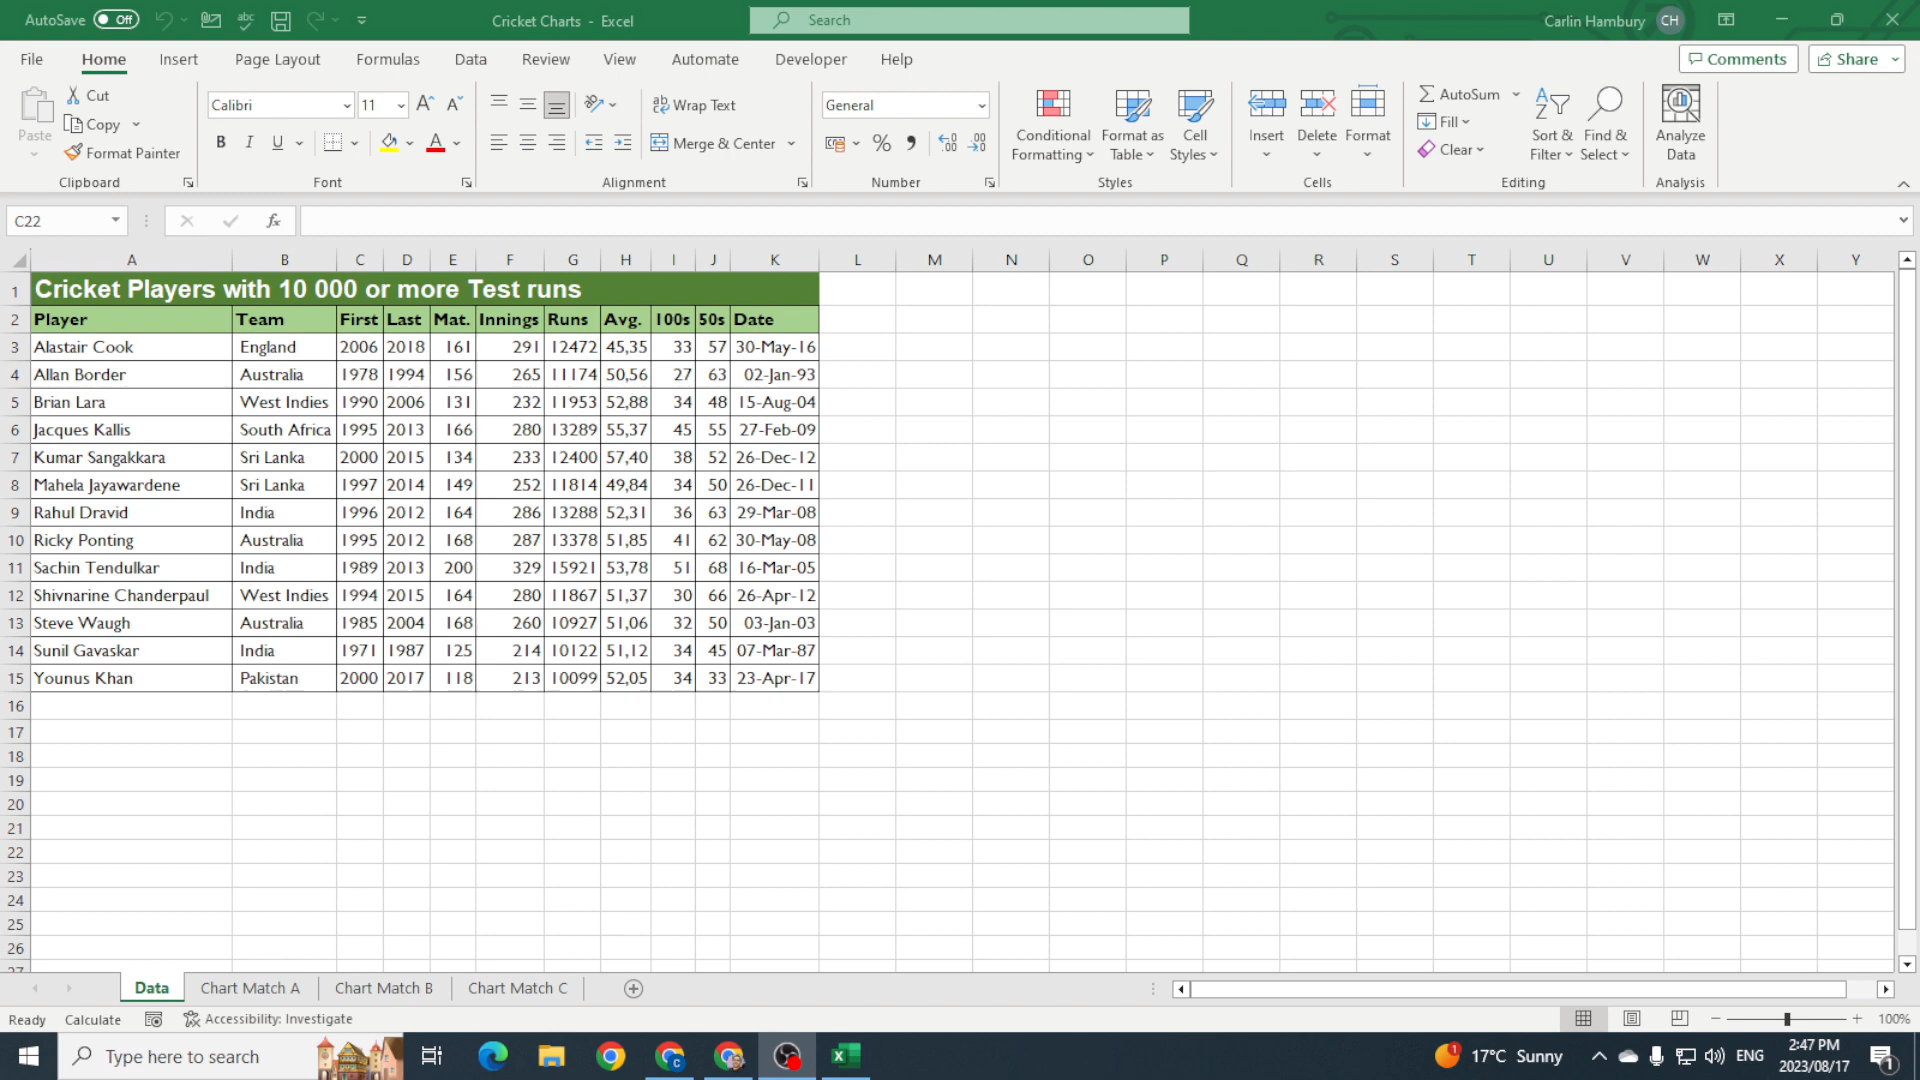 AutoSave Off Cricket Charts - Excel Search Carlin Hambury CH
File Home Insert Page Layout Formulas Data Review View Automate Developer Help Comments Share
Paste Cut Copy Format Painter Clipboard
Calibri 11 B I U A Font
ab Wrap Text Merge & Center Alignment
General % Number
Conditional Formatting Format as Table Cell Styles Styles
Insert Delete Format Cells
AutoSum Fill Clear Sort & Filter Find & Select Editing
Analyze Data Analysis
C22 fx
A B C D E F G H I J K L M N O P Q R S T U V W X Y
1 Cricket Players with 10 000 or more Test runs
2 Player Team First Last Mat. Innings Runs Avg. 100s 50s Date
3 Alastair Cook England 2006 2018 161 291 12472 45,35 33 57 30-May-16
4 Allan Border Australia 1978 1994 156 265 11174 50,56 27 63 02-Jan-93
5 Brian Lara West Indies 1990 2006 131 232 11953 52,88 34 48 15-Aug-04
6 Jacques Kallis South Africa 1995 2013 166 280 13289 55,37 45 55 27-Feb-09
7 Kumar Sangakkara Sri Lanka 2000 2015 134 233 12400 57,40 38 52 26-Dec-12
8 Mahela Jayawardene Sri Lanka 1997 2014 149 252 11814 49,84 34 50 26-Dec-11
9 Rahul Dravid India 1996 2012 164 286 13288 52,31 36 63 29-Mar-08
10 Ricky Ponting Australia 1995 2012 168 287 13378 51,85 41 62 30-May-08
11 Sachin Tendulkar India 1989 2013 200 329 15921 53,78 51 68 16-Mar-05
12 Shivnarine Chanderpaul West Indies 1994 2015 164 280 11867 51,37 30 66 26-Apr-12
13 Steve Waugh Australia 1985 2004 168 260 10927 51,06 32 50 03-Jan-03
14 Sunil Gavaskar India 1971 1987 125 214 10122 51,12 34 45 07-Mar-87
15 Younus Khan Pakistan 2000 2017 118 213 10099 52,05 34 33 23-Apr-17
16
17
18
19
20
21
22
23
24
25
26
27
Data Chart Match A Chart Match B Chart Match C
Ready Calculate Accessibility: Investigate 100%
Type here to search 17°C Sunny ENG 2:47 PM
2023/08/17